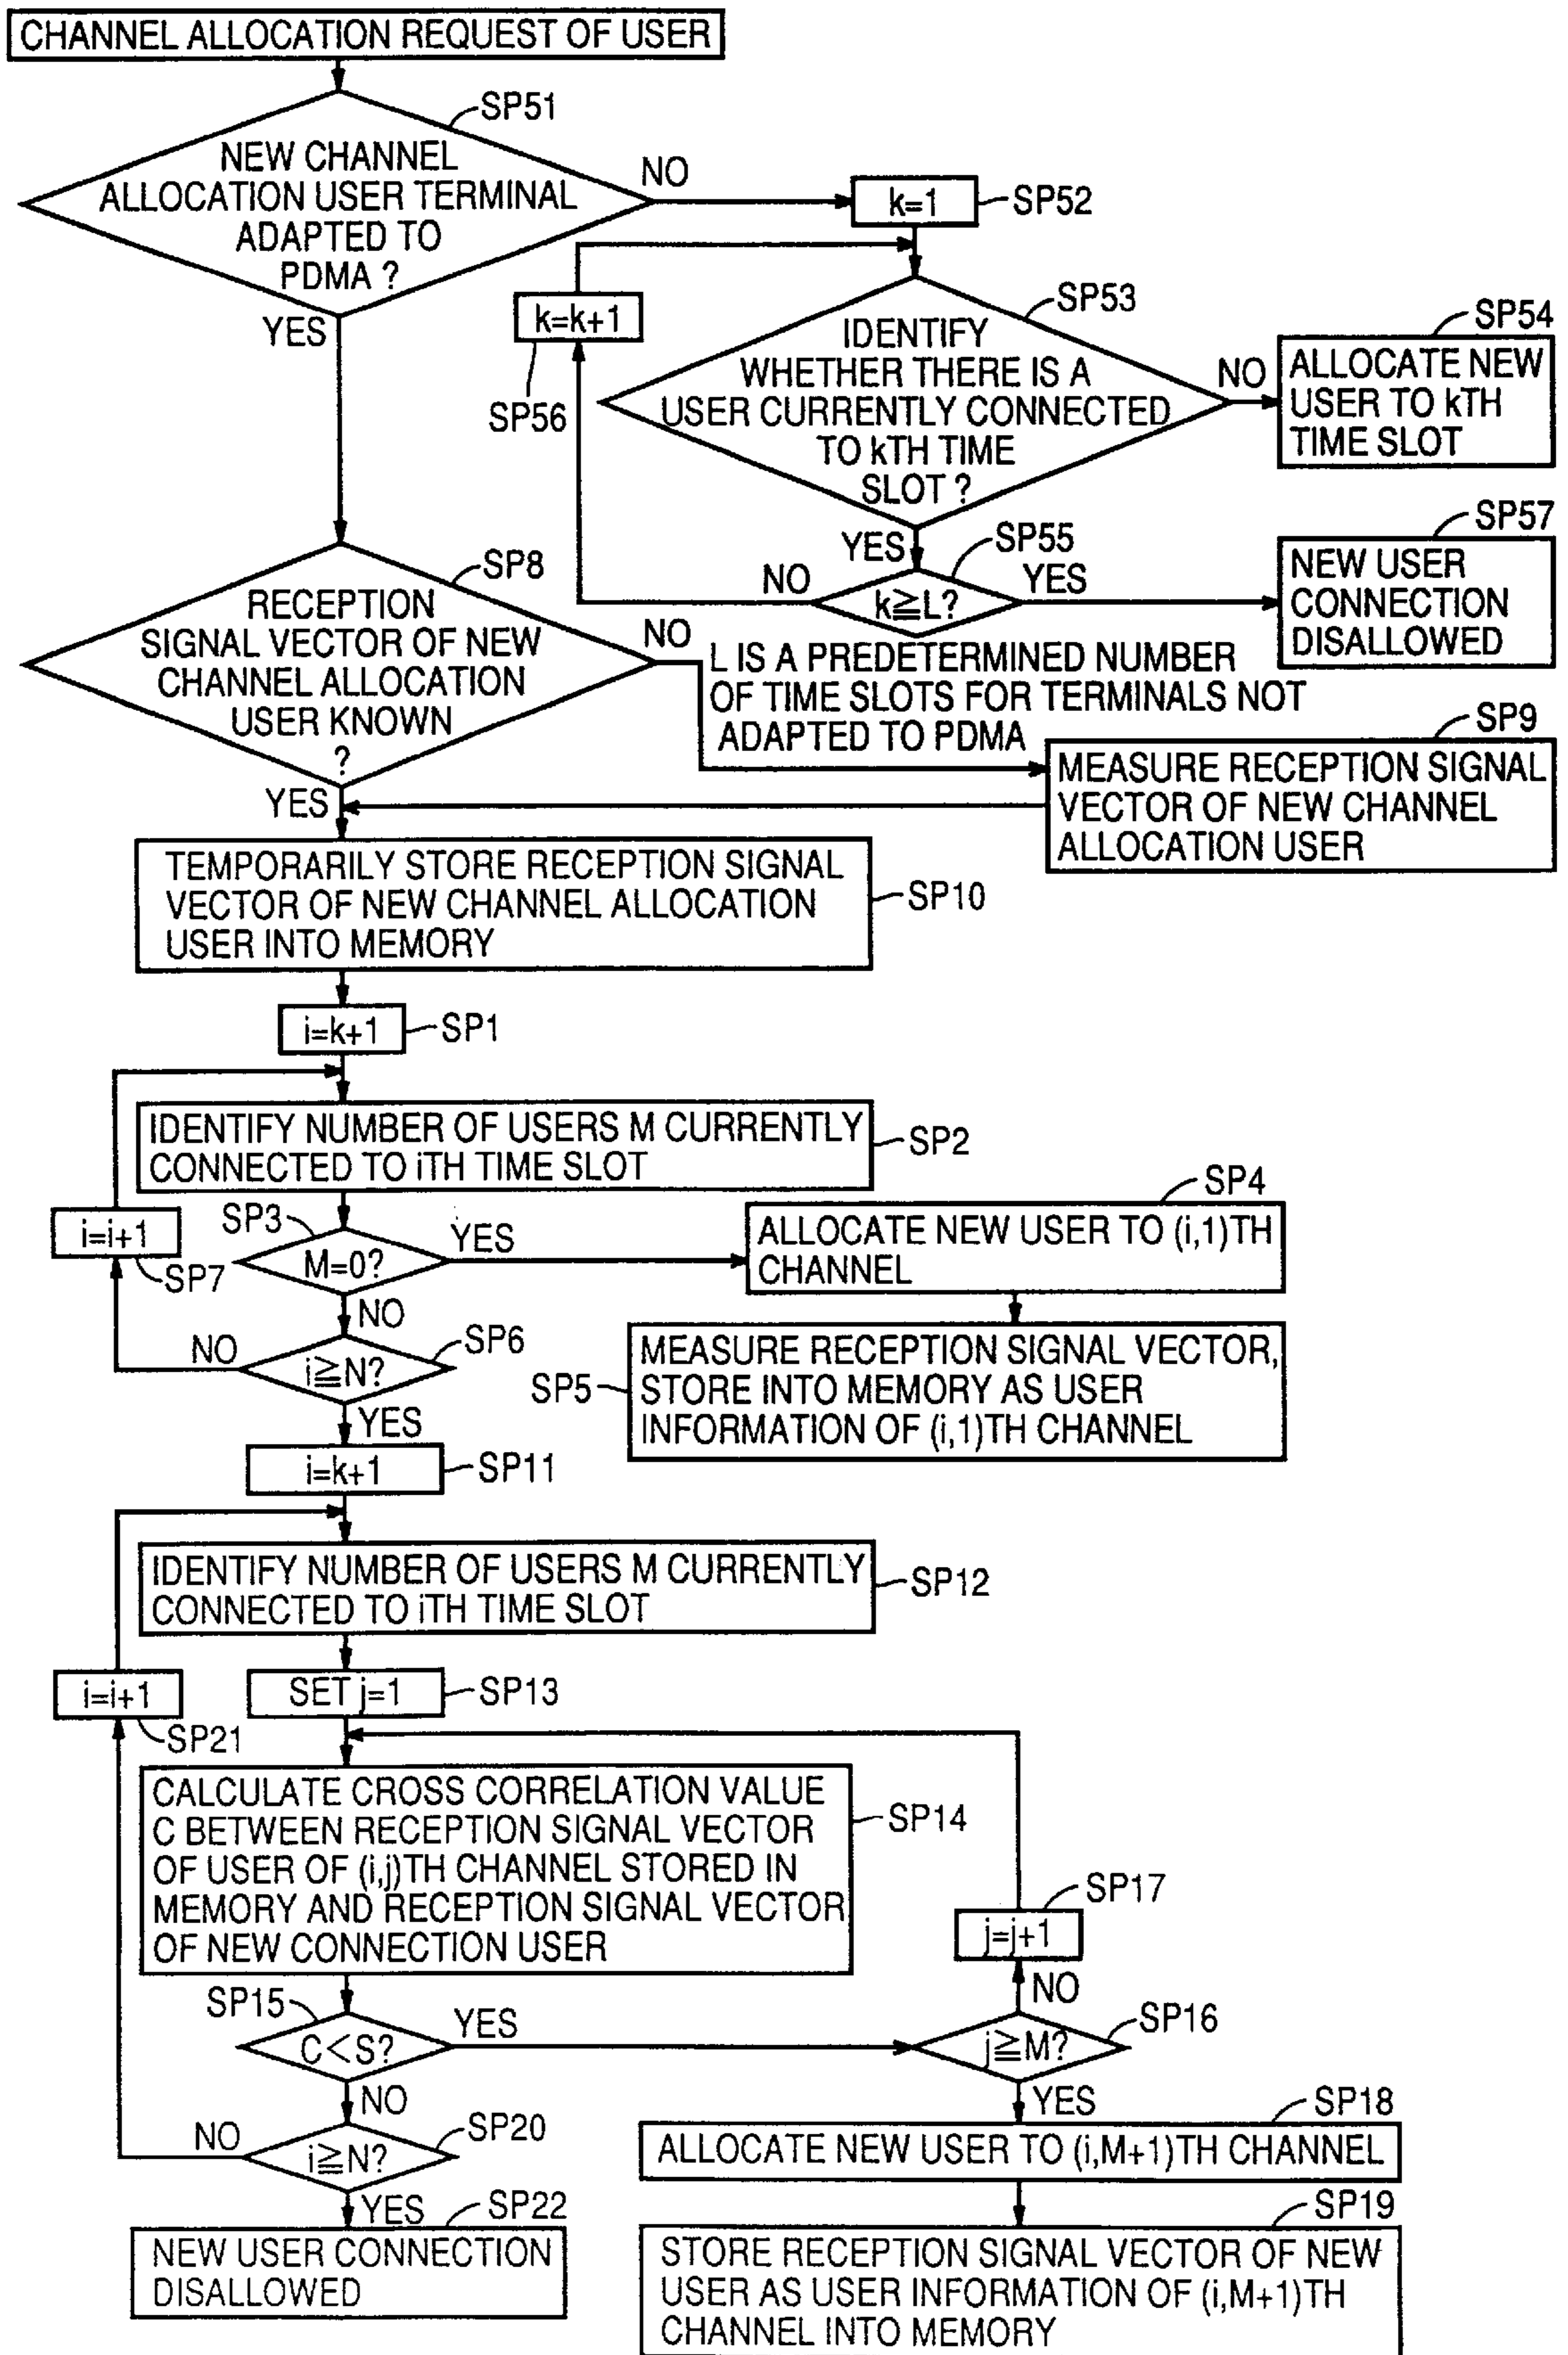 CHANNEL ALLOCATION REQUEST OF USER
SP51
NEW CHANNEL
ALLOCATION USER TERMINAL
ADAPTED TO
PDMA ?
NO
YES
k=1
SP52
k=k+1
SP56
SP53
IDENTIFY
WHETHER THERE IS A
USER CURRENTLY CONNECTED
TO kTH TIME
SLOT ?
NO
YES
SP54
ALLOCATE NEW
USER TO kTH
TIME SLOT
SP55
k≧L?
NO
YES
SP57
NEW USER
CONNECTION
DISALLOWED
L IS A PREDETERMINED NUMBER
OF TIME SLOTS FOR TERMINALS NOT
ADAPTED TO PDMA
SP8
RECEPTION
SIGNAL VECTOR OF NEW
CHANNEL ALLOCATION
USER KNOWN
?
NO
YES
SP9
MEASURE RECEPTION SIGNAL
VECTOR OF NEW CHANNEL
ALLOCATION USER
TEMPORARILY STORE RECEPTION SIGNAL
VECTOR OF NEW CHANNEL ALLOCATION
USER INTO MEMORY
SP10
i=k+1
SP1
IDENTIFY NUMBER OF USERS M CURRENTLY
CONNECTED TO iTH TIME SLOT
SP2
i=i+1
SP7
SP3
M=0?
YES
NO
SP4
ALLOCATE NEW USER TO (i,1)TH
CHANNEL
SP5
MEASURE RECEPTION SIGNAL VECTOR,
STORE INTO MEMORY AS USER
INFORMATION OF (i,1)TH CHANNEL
SP6
i≧N?
NO
YES
i=k+1
SP11
IDENTIFY NUMBER OF USERS M CURRENTLY
CONNECTED TO iTH TIME SLOT
SP12
i=i+1
SP21
SET j=1
SP13
CALCULATE CROSS CORRELATION VALUE
C BETWEEN RECEPTION SIGNAL VECTOR
OF USER OF (i,j)TH CHANNEL STORED IN
MEMORY AND RECEPTION SIGNAL VECTOR
OF NEW CONNECTION USER
SP14
SP17
j=j+1
NO
SP15
C<S?
YES
NO
SP16
j≧M?
YES
SP18
ALLOCATE NEW USER TO (i,M+1)TH CHANNEL
SP20
i≧N?
NO
YES
SP22
NEW USER CONNECTION
DISALLOWED
SP19
STORE RECEPTION SIGNAL VECTOR OF NEW
USER AS USER INFORMATION OF (i,M+1)TH
CHANNEL INTO MEMORY